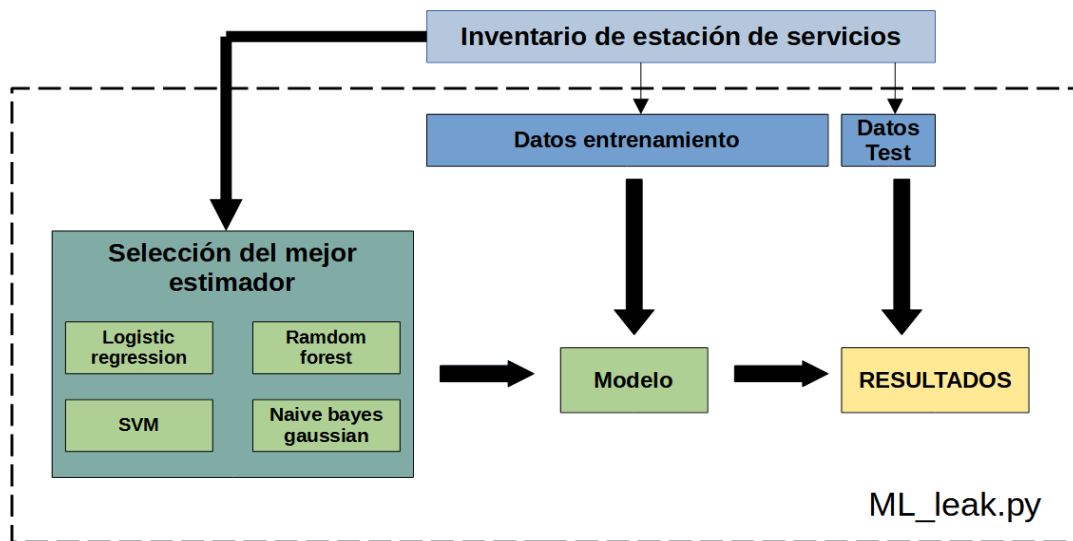 Inventario de estación de servicios
Datos entrenamiento
Datos
Test
Selección del mejor
estimador
Logistic
regression
Ramdom
forest
SVM
Naive bayes
gaussian
Modelo
RESULTADOS
ML_leak.py